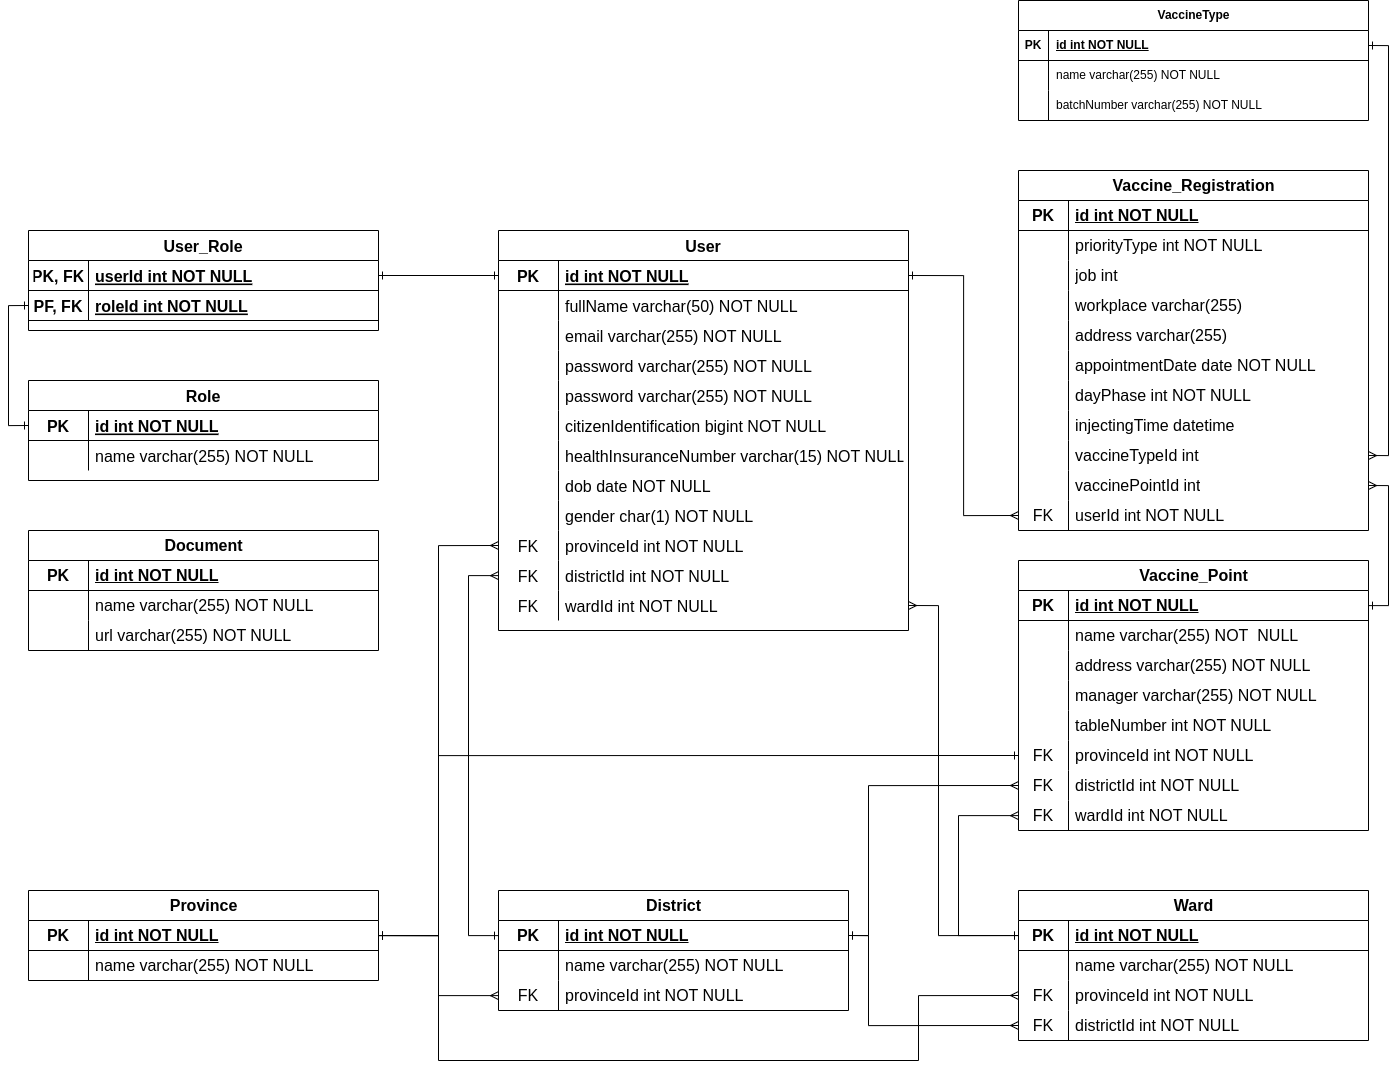 VaccineType
PK id int NOT NULL
name varchar(255) NOT NULL
batchNumber varchar(255) NOT NULL
Vaccine_Registration
PK id int NOT NULL
priorityType int NOT NULL
job int
workplace varchar(255)
address varchar(255)
appointmentDate date NOT NULL
dayPhase int NOT NULL
injectingTime datetime
vaccineTypeId int
vaccinePointId int
FK userId int NOT NULL
User_Role
PK, FK userId int NOT NULL
PF, FK roleId int NOT NULL
User
PK id int NOT NULL
fullName varchar(50) NOT NULL
email varchar(255) NOT NULL
password varchar(255) NOT NULL
password varchar(255) NOT NULL
citizenIdentification bigint NOT NULL
healthInsuranceNumber varchar(15) NOT NULL
dob date NOT NULL
gender char(1) NOT NULL
FK provinceId int NOT NULL
FK districtId int NOT NULL
FK wardId int NOT NULL
Role
PK id int NOT NULL
name varchar(255) NOT NULL
Document
PK id int NOT NULL
name varchar(255) NOT NULL
url varchar(255) NOT NULL
Vaccine_Point
PK id int NOT NULL
name varchar(255) NOT  NULL
address varchar(255) NOT NULL
manager varchar(255) NOT NULL
tableNumber int NOT NULL
FK provinceId int NOT NULL
FK districtId int NOT NULL
FK wardId int NOT NULL
Province
PK id int NOT NULL
name varchar(255) NOT NULL
District
PK id int NOT NULL
name varchar(255) NOT NULL
FK provinceId int NOT NULL
Ward
PK id int NOT NULL
name varchar(255) NOT NULL
FK provinceId int NOT NULL
FK districtId int NOT NULL